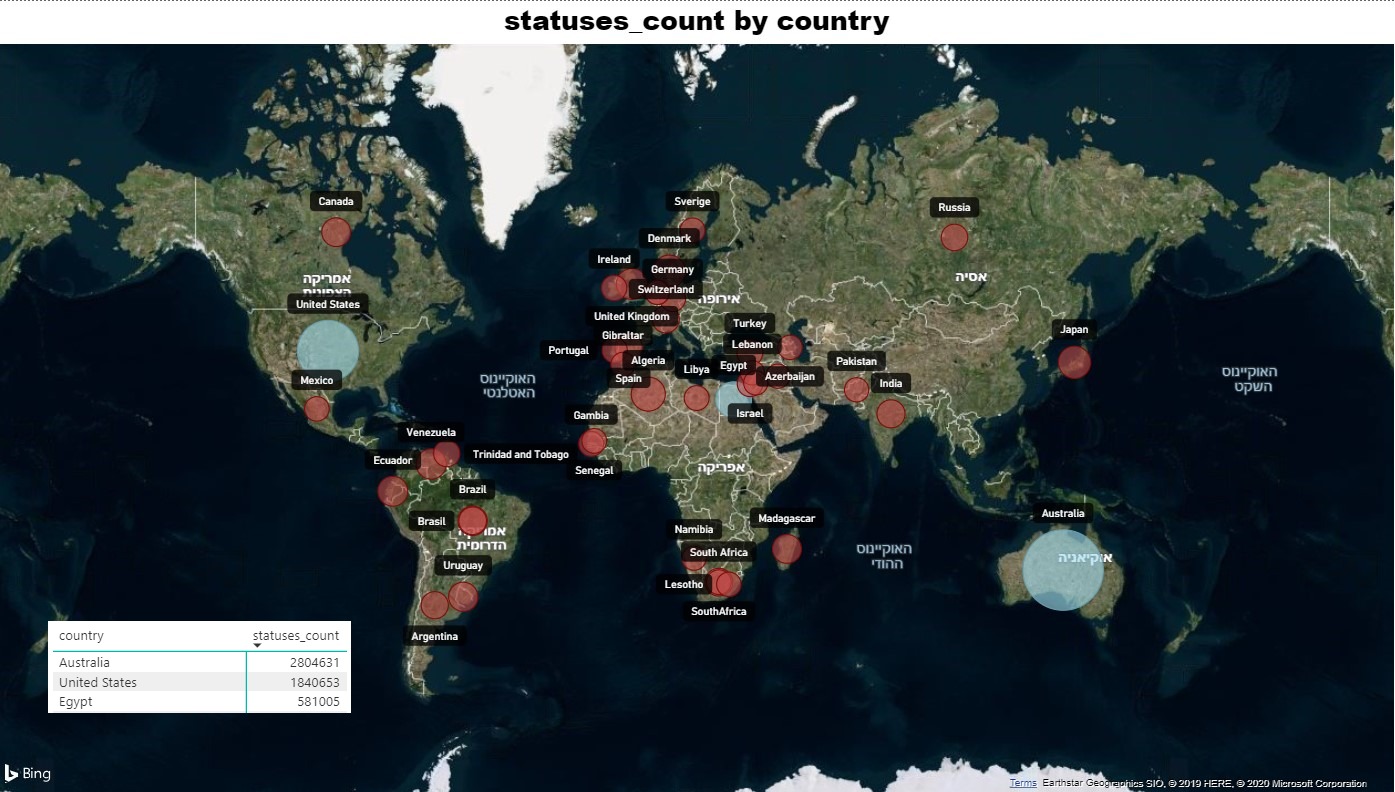 statuses_count by country
Canada
Sverige
Russia
Denmark
Ireland
Germany
אמריקה
הצפונית
אסיה
Switzerland
אירופה
United States
United Kingdom
Turkey
Gibraltar
Japan
Portugal
Lebanon
Algeria
Pakistan
Libya
Egypt
Mexico
Spain
Azerbaijan
India
האוקיינוס
האטלנטי
האוקיינוס
השקט
Gambia
Israel
Venezuela
Ecuador
Trinidad and Tobago
Senegal
אפריקה
Brazil
Brasil
אמריקה
הדרומית
Namibia
Madagascar
Australia
South Africa
האוקיינוס
ההודי
אוקיאניה
Uruguay
Lesotho
SouthAfrica
Argentina
country statuses_count
Australia 2804631
United States 1840653
Egypt 581005
Bing
Terms Earthstar Geographics SIO, © 2019 HERE, © 2020 Microsoft Corporation